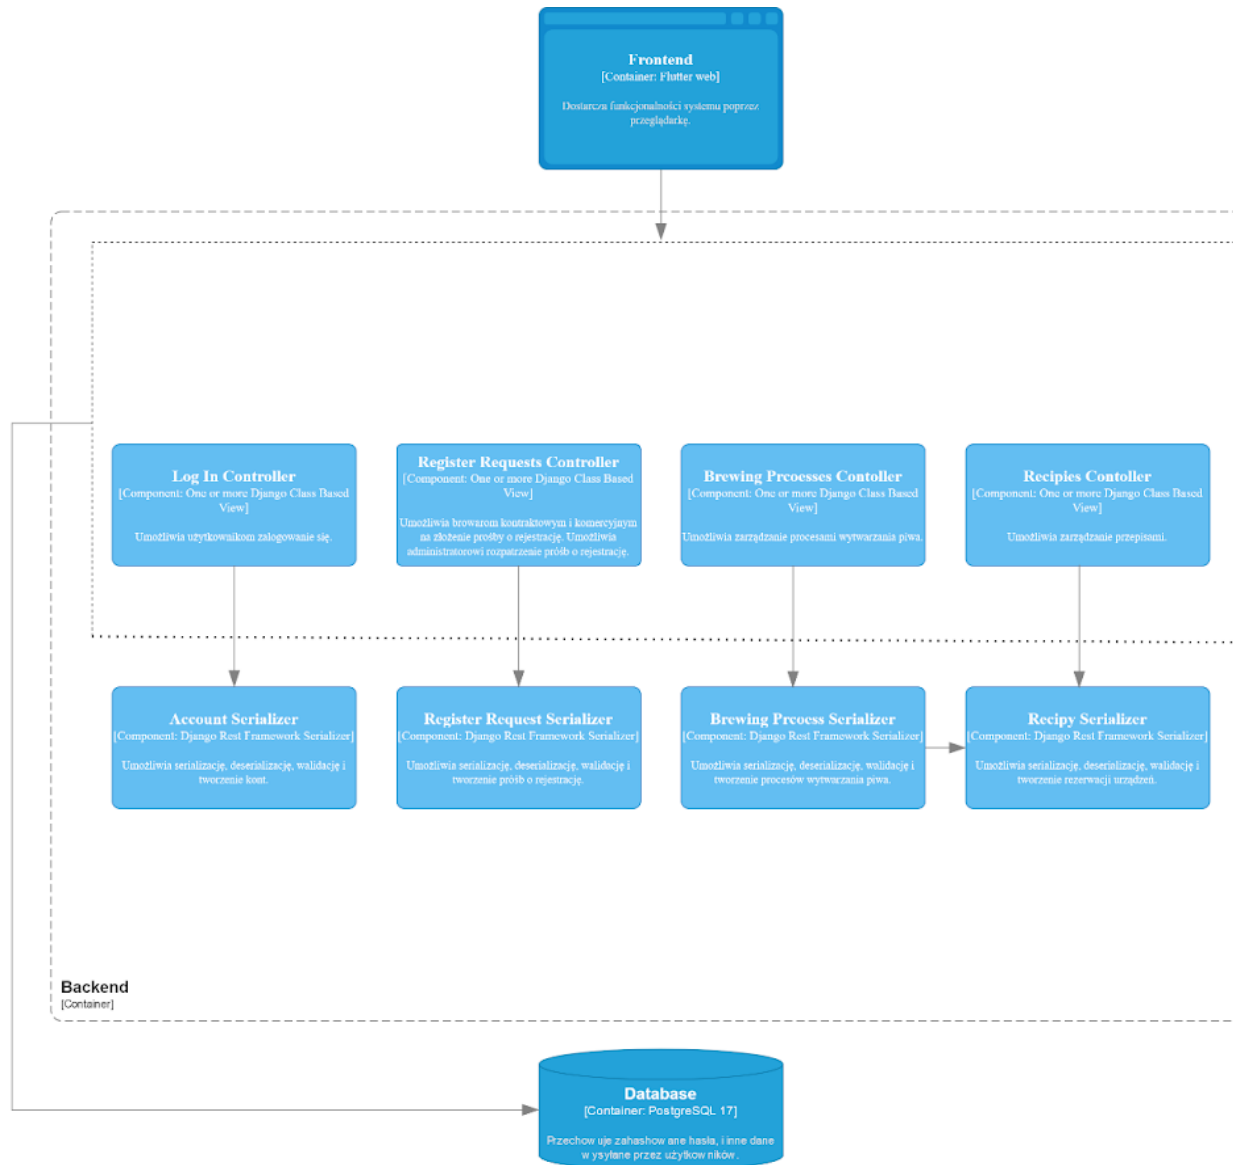 Frontend
[Container: Flutter web]
Dostarcza funkcjonalności systemu poprzez
przeglądarkę.
Log In Controller
[Component: One or more Django Class Based
View]
Umożliwia użytkownikom zalogowanie się.
Register Requests Controller
[Component: One or more Django Class Based
View]
Umożliwia browarom kontraktowym i komercyjnym
na złożenie prośby o rejestrację. Umożliwia
administratorowi rozpatrzenie próśb o rejestrację.
Brewing Prcoesses Contoller
[Component: One or more Django Class Based
View]
Umożliwia zarządzanie procesami wytwarzania piwa.
Recipies Contoller
[Component: One or more Django Class Based
View]
Umożliwia zarządzanie przepisami.
Account Serializer
[Component: Django Rest Framework Serializer]
Umożliwia serializację, deserializację, walidację i
tworzenie kont.
Register Request Serializer
[Component: Django Rest Framework Serializer]
Umożliwia serializację, deserializację, walidację i
tworzenie próśb o rejestrację.
Brewing Prcoess Serializer
[Component: Django Rest Framework Serializer]
Umożliwia serializację, deserializację, walidację i
tworzenie procesów wytwarzania piwa.
Recipy Serializer
[Component: Django Rest Framework Serializer]
Umożliwia serializację, deserializację, walidację i
tworzenie rezerwacji urządzeń.
Backend
[Container]
Database
[Container: PostgreSQL 17]
Przechowuje zahashowane hasła, i inne dane
wysyłane przez użytkowników.